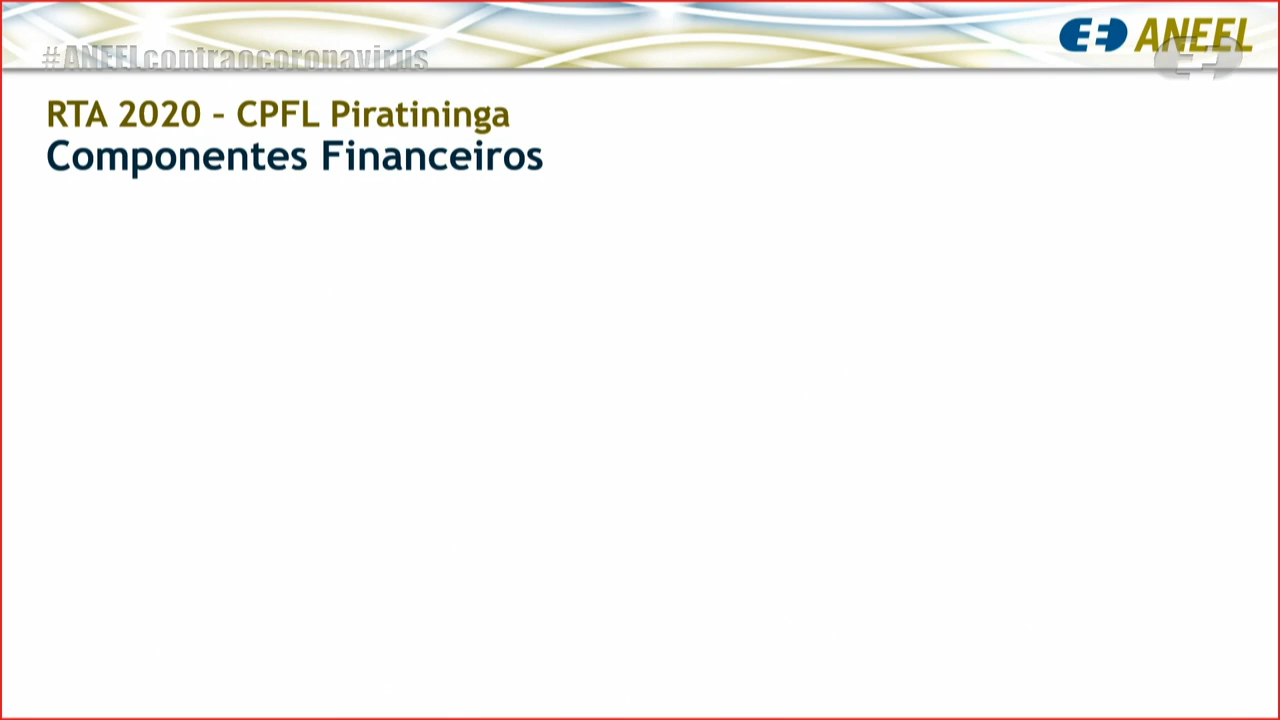 #ANEELcontraocoronavirus
ANEEL
RTA 2020 – CPFL Piratininga
Componentes Financeiros